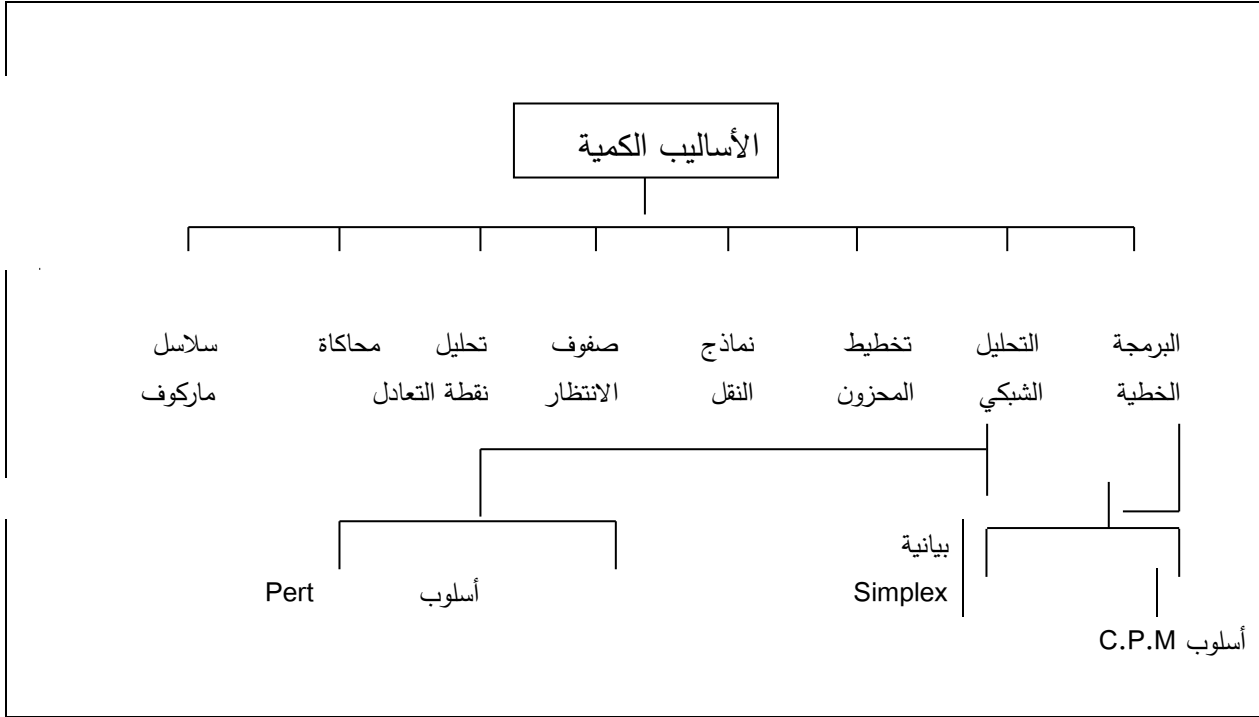 الأساليب الكمية
البرمجة التحليل تخطيط نماذج صفوف تحليل محاكاة سلاسل
الخطية الشبكي المحزون النقل الانتظار نقطة التعادل ماركوف
بيانية
أسلوب Pert
Simplex
أسلوب C.P.M